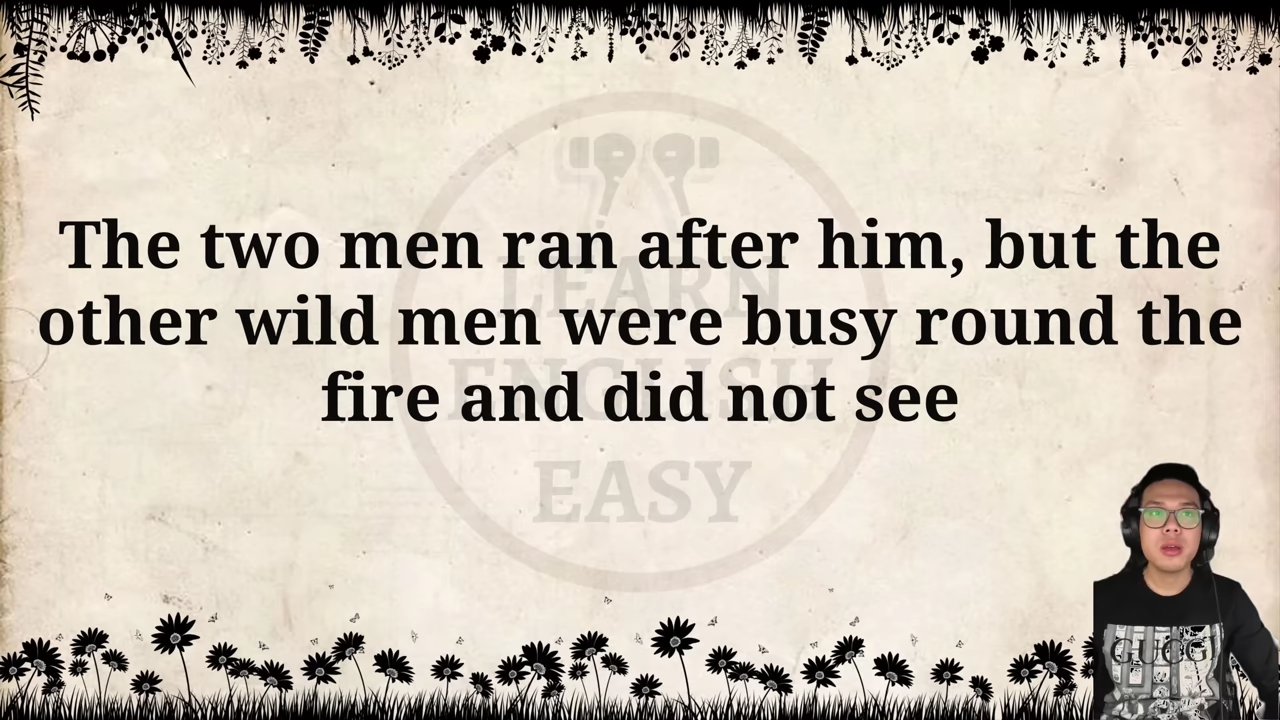 The two men ran after him, but the
other wild men were busy round the
fire and did not see
LEARN
ENGLISH
EASY
GUCCI